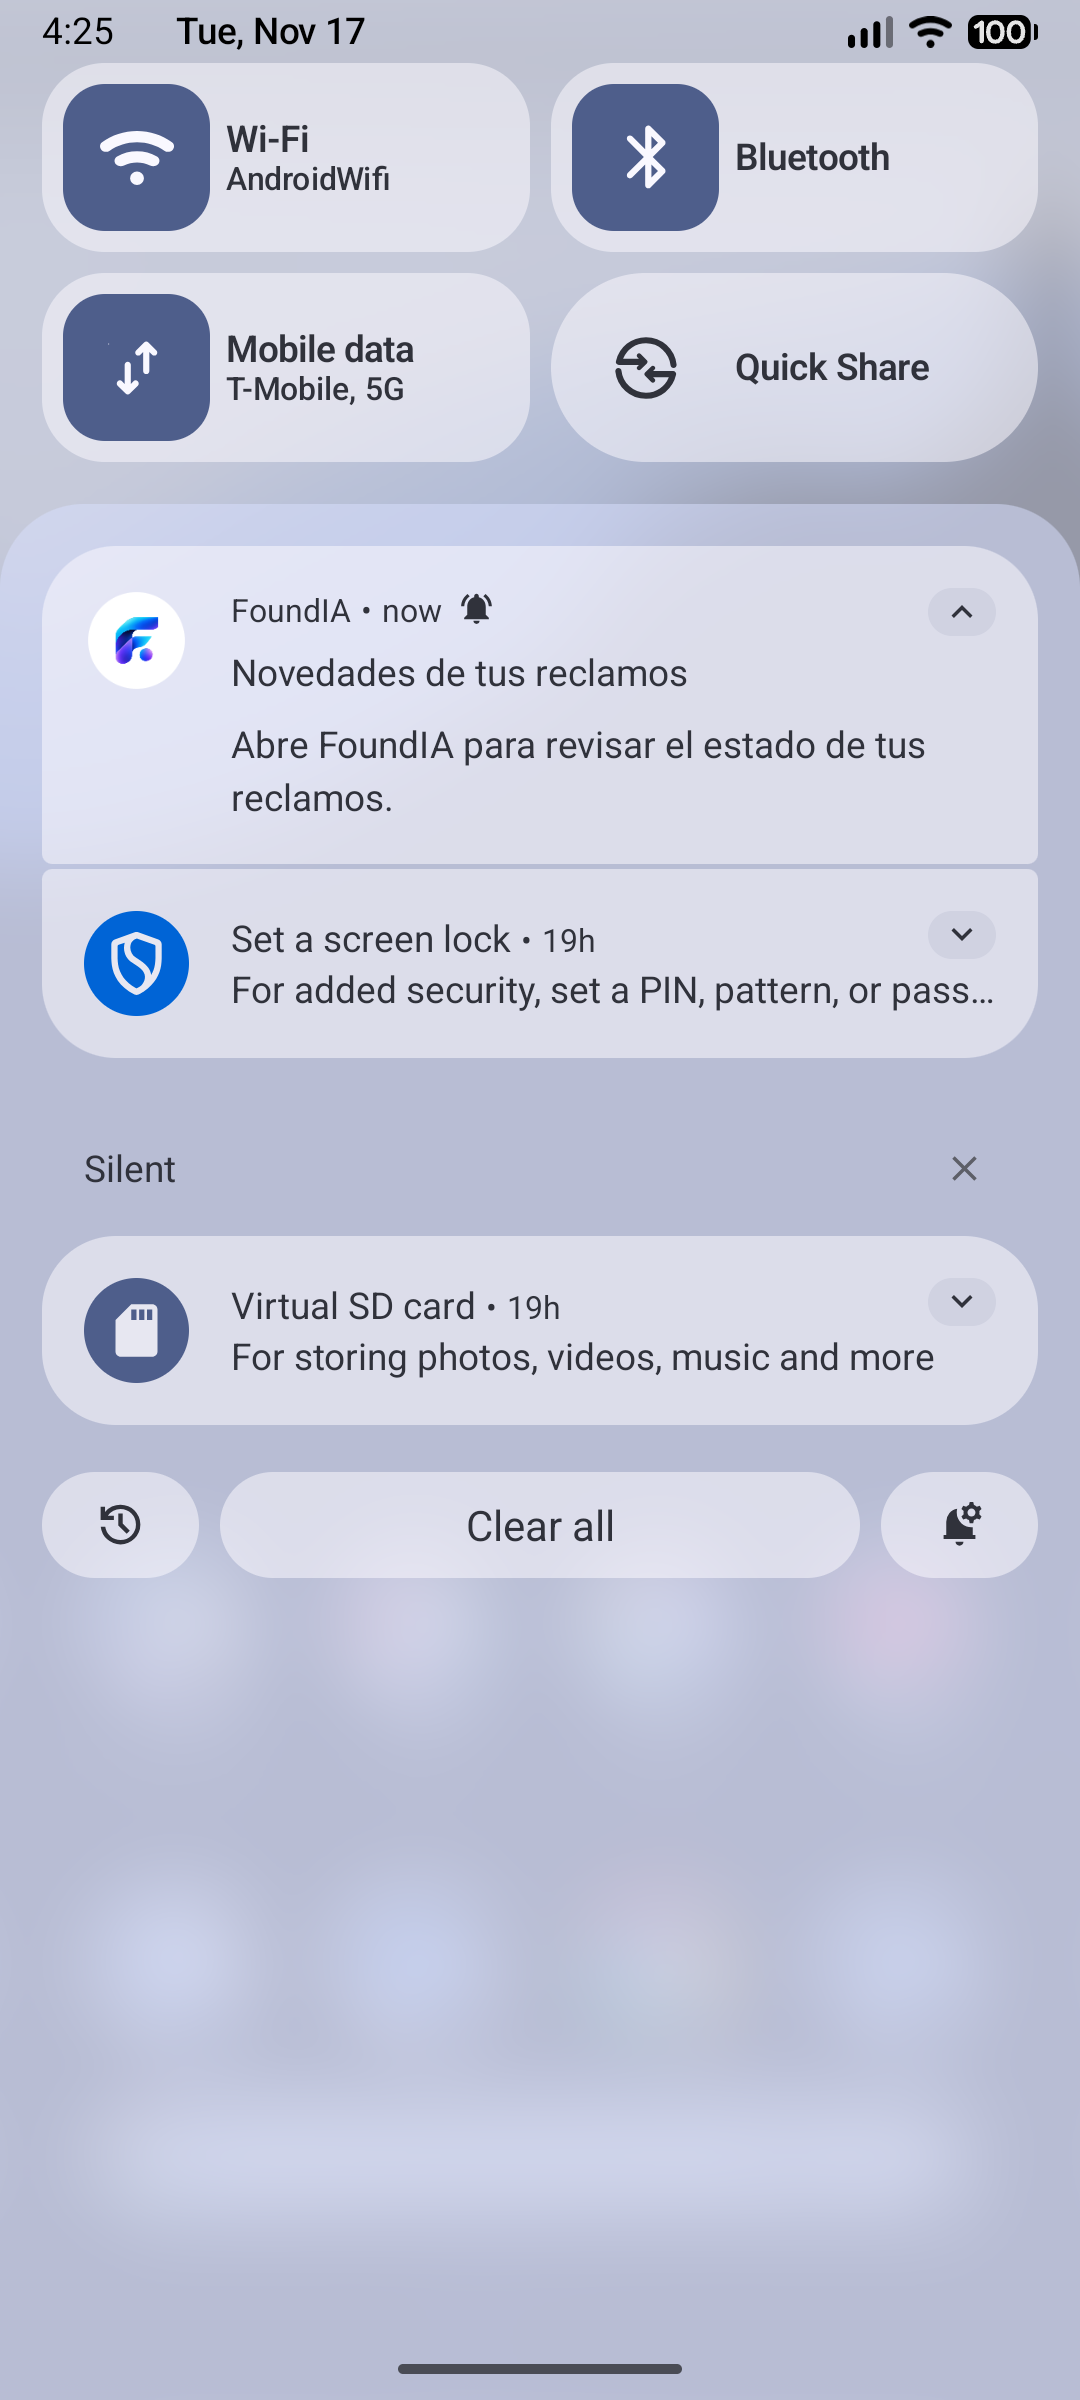 4:25 Tue, Nov 17 100
Wi-Fi
AndroidWifi
Bluetooth
Mobile data
T-Mobile, 5G
Quick Share
FoundIA • now
Novedades de tus reclamos
Abre FoundIA para revisar el estado de tus
reclamos.
Set a screen lock • 19h
For added security, set a PIN, pattern, or pass…
Silent
Virtual SD card • 19h
For storing photos, videos, music and more
Clear all